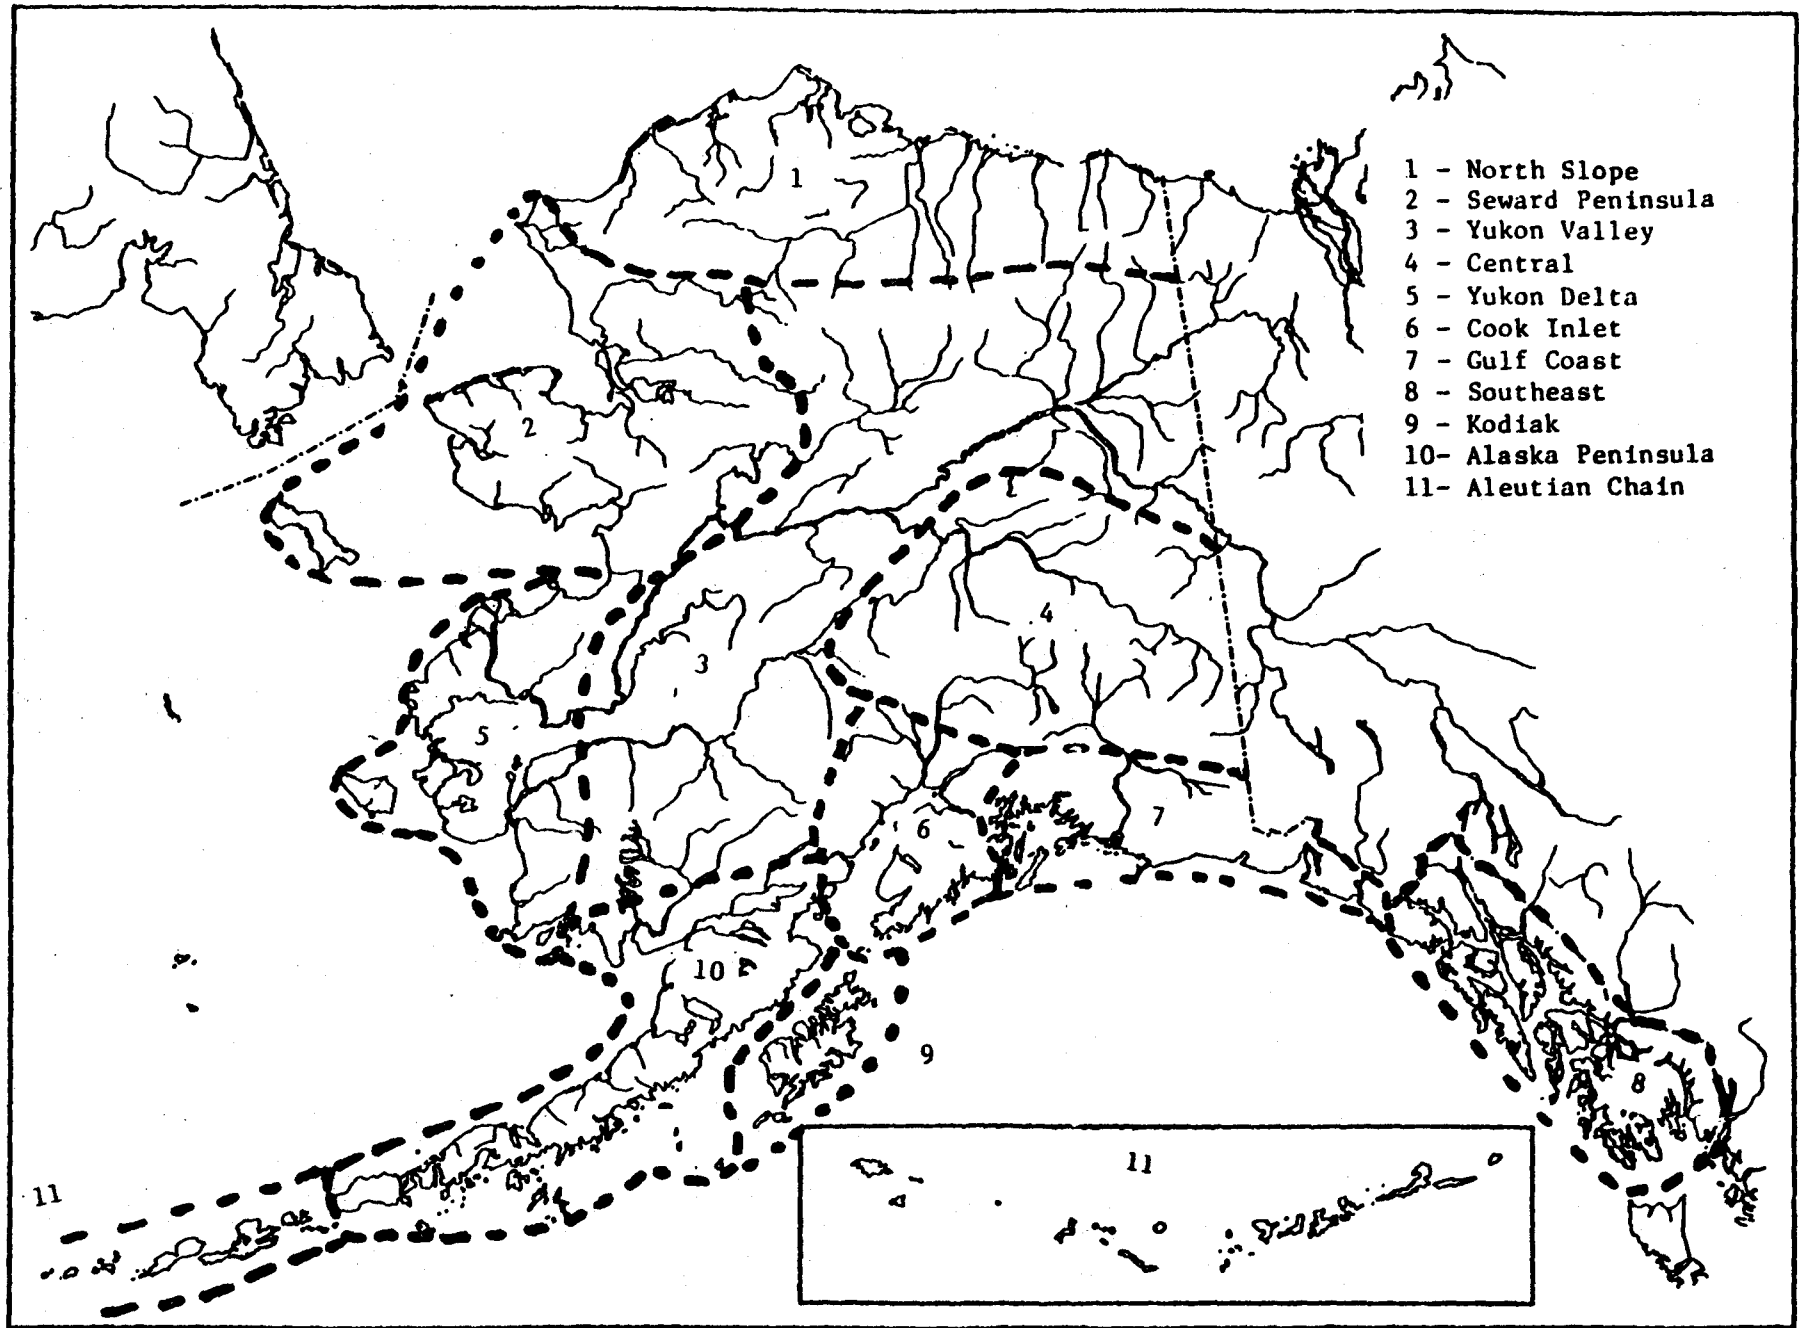 1 - North Slope
2 - Seward Peninsula
3 - Yukon Valley
4 - Central
5 - Yukon Delta
6 - Cook Inlet
7 - Gulf Coast
8 - Southeast
9 - Kodiak
10- Alaska Peninsula
11- Aleutian Chain
1
2
4
3
5
6
7
10
9
8
11
11